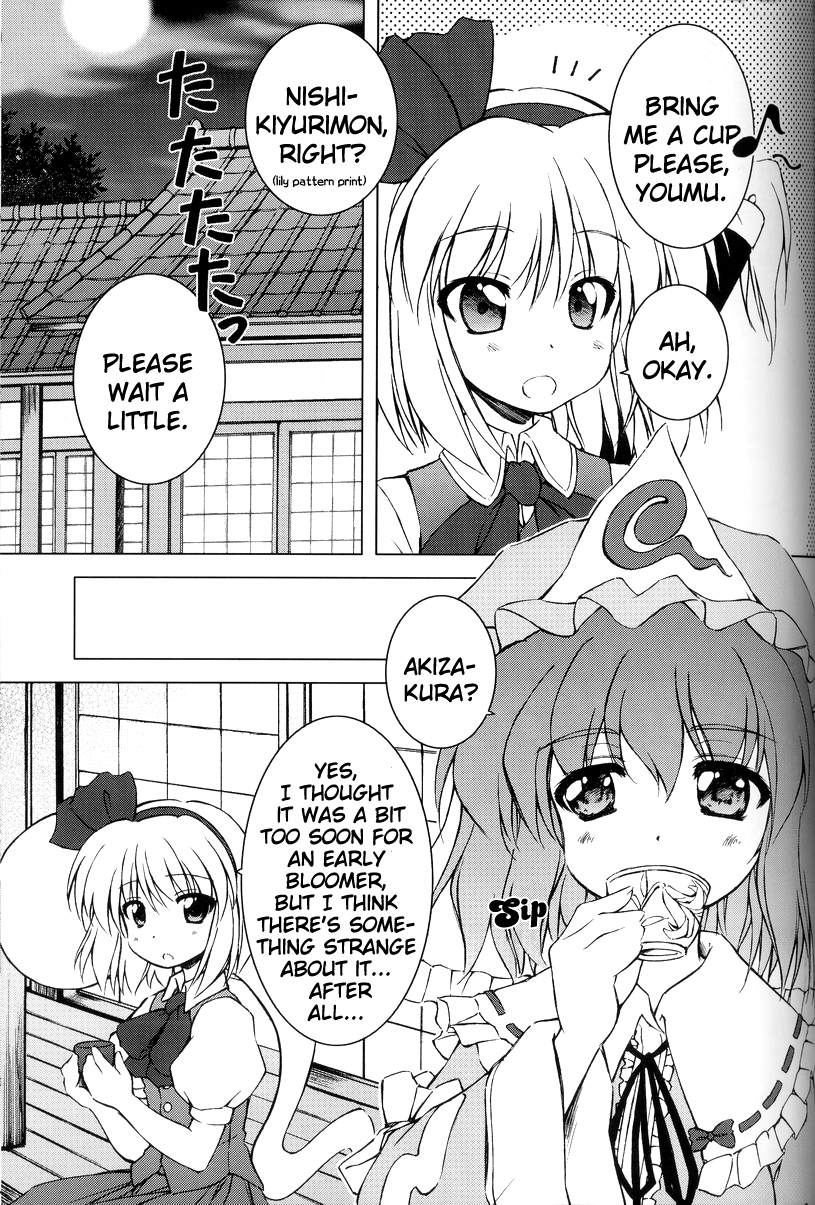 BRING
ME A CUP
PLEASE,
YOUMU.
AH,
OKAY.
NISHI-
KIYURIMON,
RIGHT?
(lily pattern print)
たたたたたっ
PLEASE
WAIT A
LITTLE.
AKIZA-
KURA?
Sip
YES,
I THOUGHT
IT WAS A BIT
TOO SOON FOR
AN EARLY
BLOOMER,
BUT I THINK
THERE'S SOME-
THING STRANGE
ABOUT IT...
AFTER
ALL...